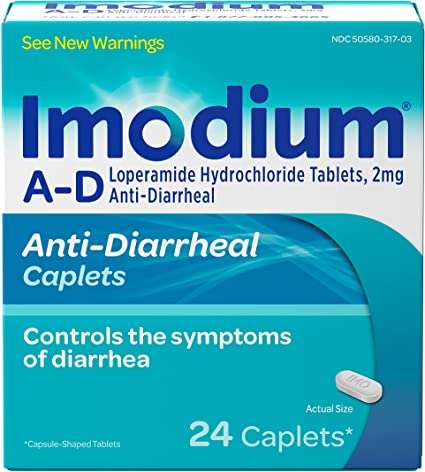 See New Warnings
NDC 50580-317-03
Imodium®
A-D Loperamide Hydrochloride Tablets, 2mg
Anti-Diarrheal
Anti-Diarrheal
Caplets
Controls the symptoms
of diarrhea
IMO
Actual Size
24 Caplets*
*Capsule-Shaped Tablets